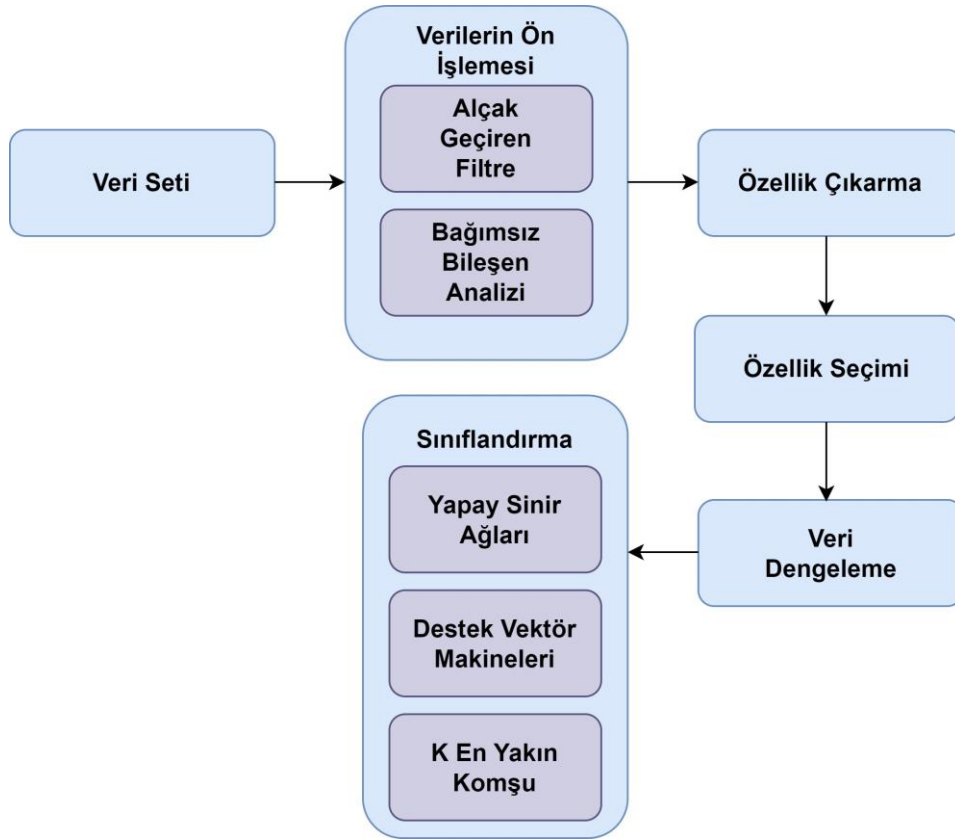 Veri Seti
Verilerin Ön
İşlemesi
Alçak
Geçiren
Filtre
Bağımsız
Bileşen
Analizi
Özellik Çıkarma
Özellik Seçimi
Veri
Dengeleme
Sınıflandırma
Yapay Sinir
Ağları
Destek Vektör
Makineleri
K En Yakın
Komşu